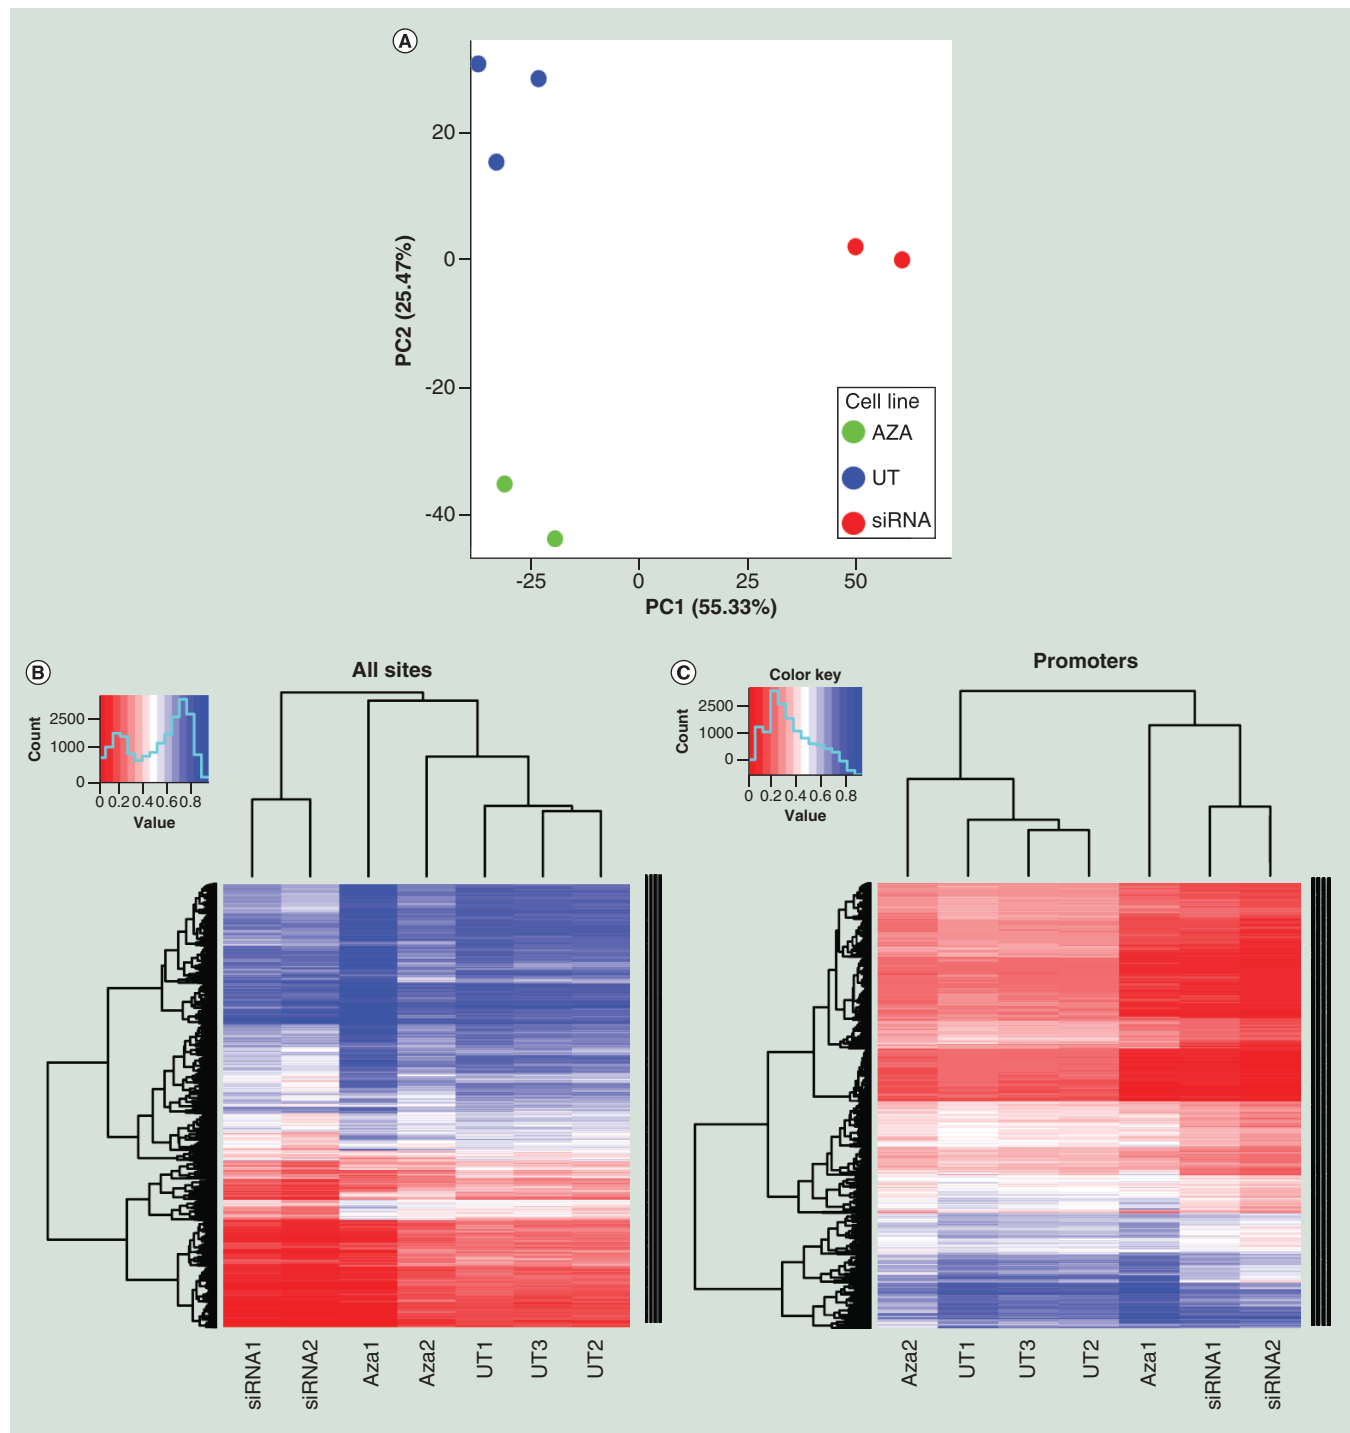 A
20
0
-20
-40
PC2 (25.47%)
Cell line
AZA
UT
siRNA
-25 0 25 50
PC1 (55.33%)
B
All sites
2500
1000
0
Count
0 0.2 0.4 0.6 0.8
Value
siRNA1 siRNA2 Aza1 Aza2 UT1 UT3 UT2
C
Promoters
Color key
2500
1000
0
Count
0 0.2 0.4 0.6 0.8
Value
Aza2 UT1 UT3 UT2 Aza1 siRNA1 siRNA2